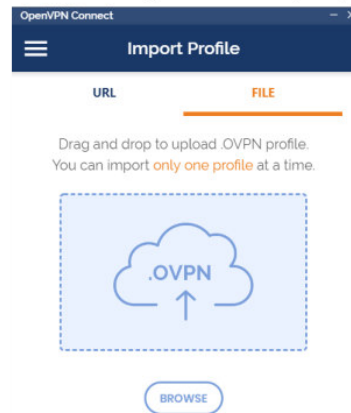 OpenVPN Connect
Import Profile
URL
FILE
Drag and drop to upload .OVPN profile.
You can import only one profile at a time.
.OVPN
BROWSE